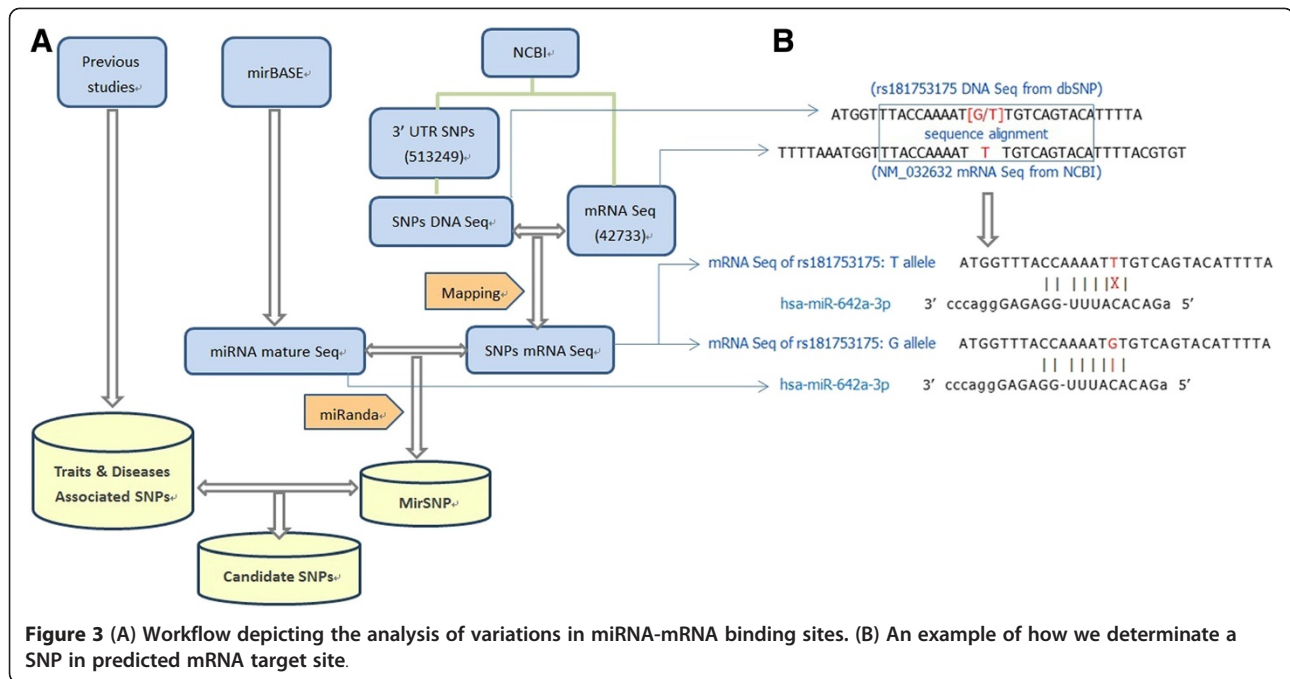 A
Previous
studies
mirBASE
NCBI
3' UTR SNPs
(513249)
SNPs DNA Seq
mRNA Seq
(42733)
Mapping
miRNA mature Seq
SNPs mRNA Seq
miRanda
Traits & Diseases
Associated SNPs
MirSNP
Candidate SNPs
B
(rs181753175 DNA Seq from dbSNP)
ATGGTTTACCAAAAT[G/T]TGTCAGTACATTTTA
sequence alignment
TTTTAAATGGTTTACCAAAAT T TGTCAGTACATTTTACGTGT
(NM_032632 mRNA Seq from NCBI)
mRNA Seq of rs181753175: T allele ATGGTTTACCAAAATTTGTCAGTACATTTTA
|| |||||X|
hsa-miR-642a-3p 3' cccaggGAGAGG-UUUACACAGa 5'
mRNA Seq of rs181753175: G allele ATGGTTTACCAAAATGTGTCAGTACATTTTA
|| |||||||
hsa-miR-642a-3p 3' cccaggGAGAGG-UUUACACAGa 5'
Figure 3 (A) Workflow depicting the analysis of variations in miRNA-mRNA binding sites. (B) An example of how we determinate a
SNP in predicted mRNA target site.